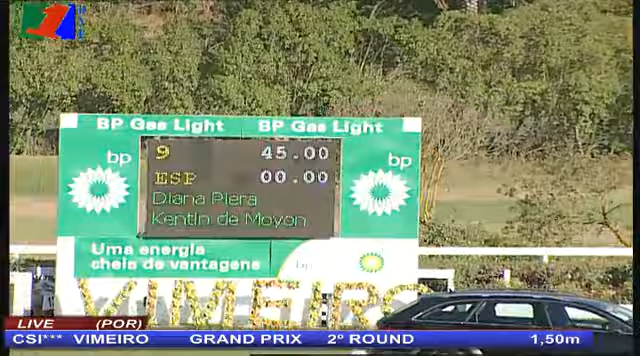 1
BP Gas Light BP Gas Light
bp 9 45.00 bp
ESP 00.00
Diana Piera
Kentin de Moyon
Uma energia
cheia de vantagens
bp
VIMEIRO
LIVE (POR)
CSI*** VIMEIRO GRAND PRIX 2º ROUND 1,50m